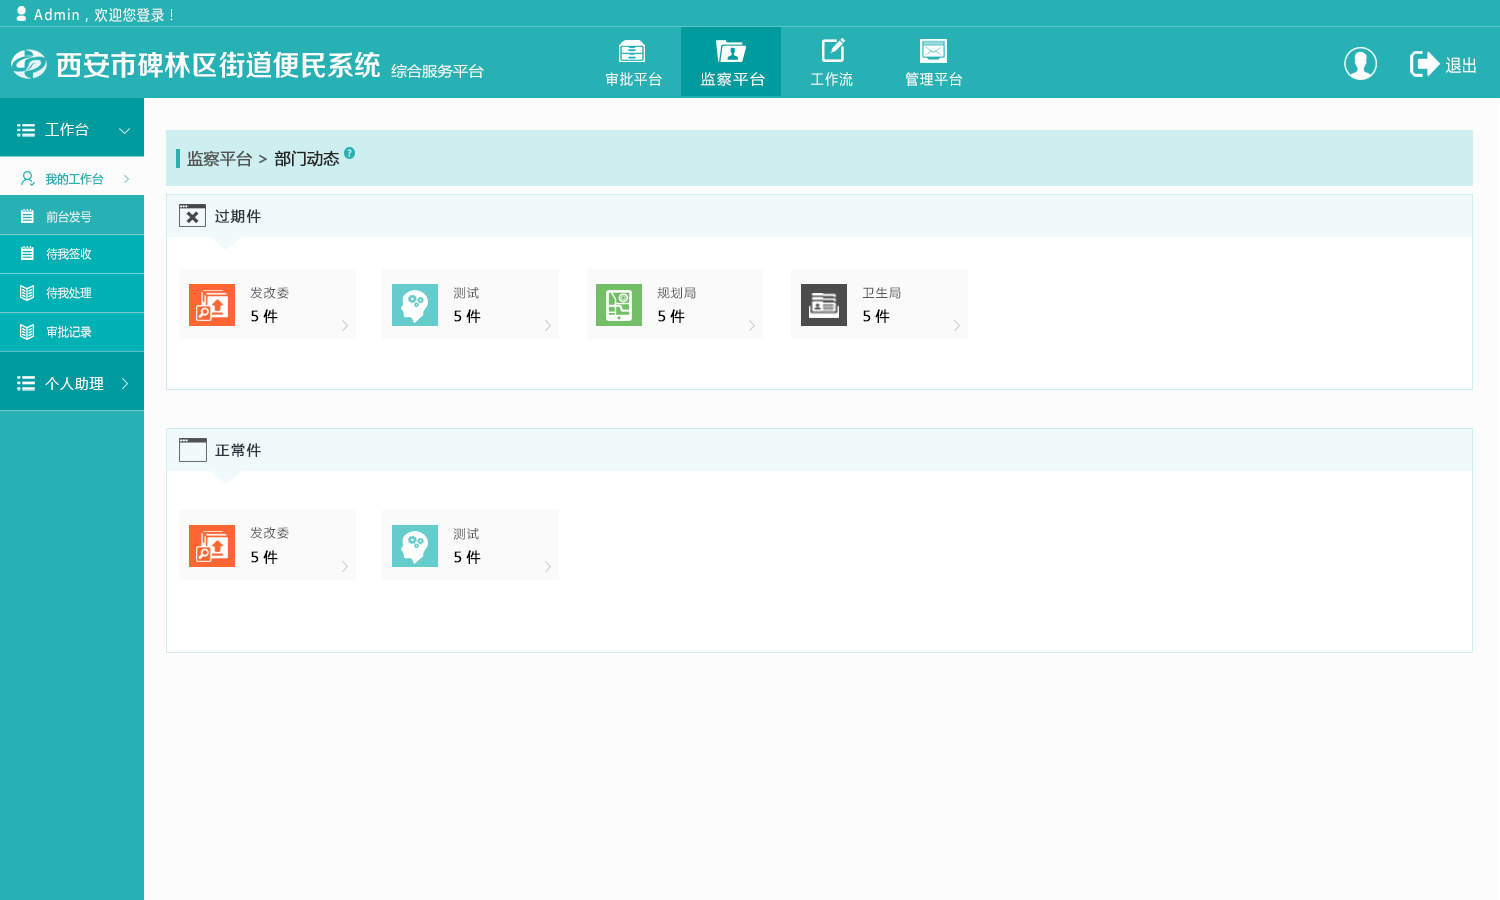 Admin，欢迎您登录！
西安市碑林区街道便民系统 综合服务平台
审批平台
监察平台
工作流
管理平台
退出
工作台
我的工作台
前台发号
待我签收
待我处理
审批记录
个人助理
监察平台 > 部门动态 ?
过期件
发改委
5 件
测试
5 件
规划局
5 件
卫生局
5 件
正常件
发改委
5 件
测试
5 件